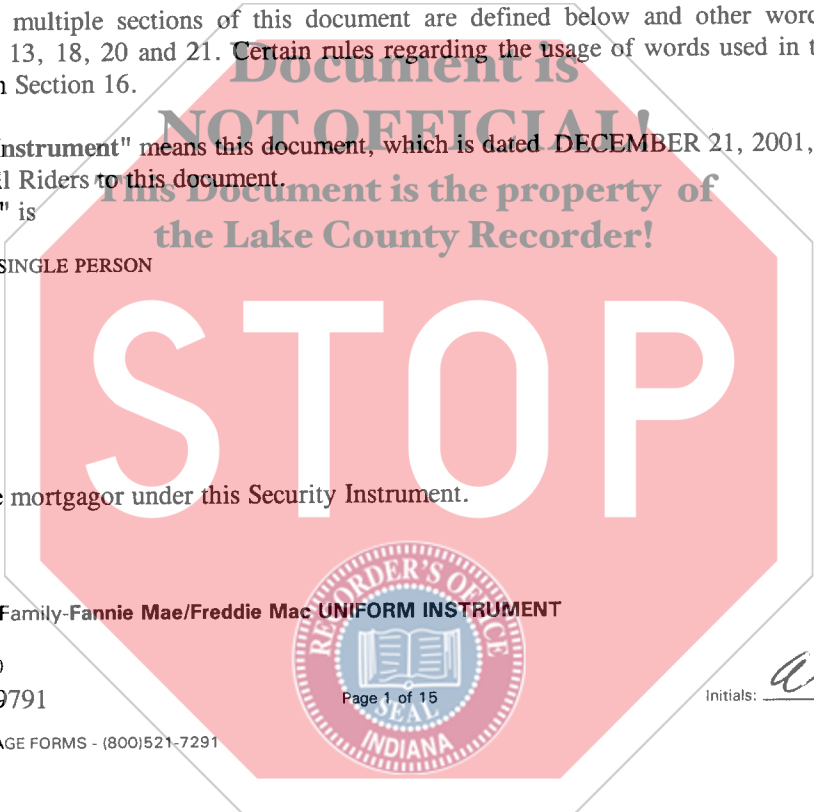 multiple sections of this document are defined below and other
13, 18, 20 and 21. Certain rules regarding the usage of words used in
Section 16.
Document is
NOT OFFICIAL!
Instrument" means this document, which is dated DECEMBER 21, 2001,
Riders to this document.
This Document is the property of
" is
the Lake County Recorder!
SINGLE PERSON
STOP
mortgagor under this Security Instrument.
Family-Fannie Mae/Freddie Mac UNIFORM INSTRUMENT
9791
Page 1 of 15
Initials:
AGE FORMS - (800)521-7291
RECORDER'S OFFICE
SEAL
INDIANA